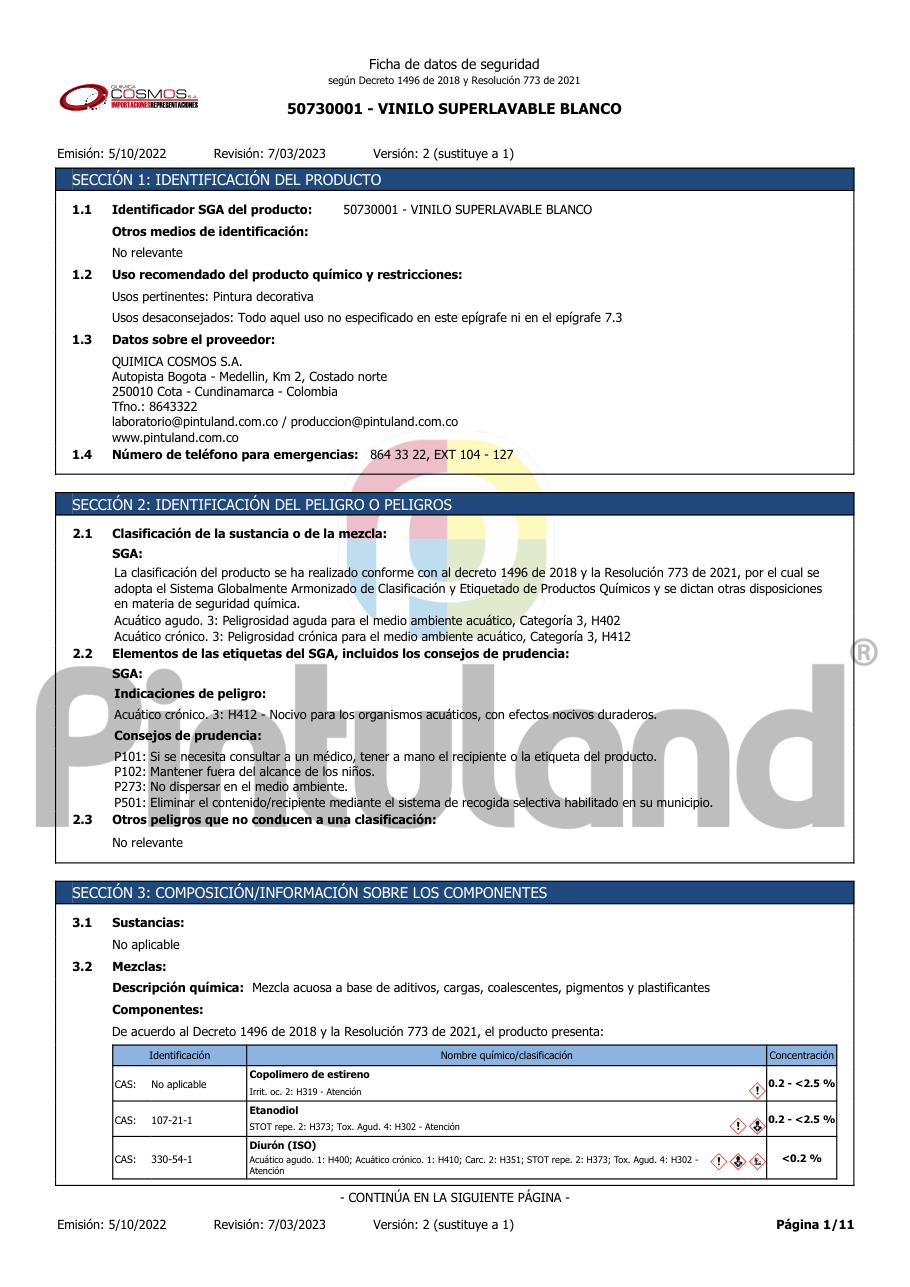 Ficha de datos de seguridad
según Decreto 1496 de 2018 y Resolución 773 de 2021
QUIMICA
COSMOS S.A.
IMPORTACIONES REPRESENTACIONES
50730001 - VINILO SUPERLAVABLE BLANCO
Emisión: 5/10/2022 Revisión: 7/03/2023 Versión: 2 (sustituye a 1)
SECCIÓN 1: IDENTIFICACIÓN DEL PRODUCTO
1.1 Identificador SGA del producto: 50730001 - VINILO SUPERLAVABLE BLANCO
Otros medios de identificación:
No relevante
1.2 Uso recomendado del producto químico y restricciones:
Usos pertinentes: Pintura decorativa
Usos desaconsejados: Todo aquel uso no especificado en este epígrafe ni en el epígrafe 7.3
1.3 Datos sobre el proveedor:
QUIMICA COSMOS S.A.
Autopista Bogota - Medellin, Km 2, Costado norte
250010 Cota - Cundinamarca - Colombia
Tfno.: 8643322
laboratorio@pintuland.com.co / produccion@pintuland.com.co
www.pintuland.com.co
1.4 Número de teléfono para emergencias: 864 33 22, EXT 104 - 127
SECCIÓN 2: IDENTIFICACIÓN DEL PELIGRO O PELIGROS
2.1 Clasificación de la sustancia o de la mezcla:
SGA:
La clasificación del producto se ha realizado conforme con al decreto 1496 de 2018 y la Resolución 773 de 2021, por el cual se
adopta el Sistema Globalmente Armonizado de Clasificación y Etiquetado de Productos Químicos y se dictan otras disposiciones
en materia de seguridad química.
Acuático agudo. 3: Peligrosidad aguda para el medio ambiente acuático, Categoría 3, H402
Acuático crónico. 3: Peligrosidad crónica para el medio ambiente acuático, Categoría 3, H412
2.2 Elementos de las etiquetas del SGA, incluidos los consejos de prudencia:
SGA:
Indicaciones de peligro:
Acuático crónico. 3: H412 - Nocivo para los organismos acuáticos, con efectos nocivos duraderos.
Consejos de prudencia:
P101: Si se necesita consultar a un médico, tener a mano el recipiente o la etiqueta del producto.
P102: Mantener fuera del alcance de los niños.
P273: No dispersar en el medio ambiente.
P501: Eliminar el contenido/recipiente mediante el sistema de recogida selectiva habilitado en su municipio.
Pintuland®
2.3 Otros peligros que no conducen a una clasificación:
No relevante
SECCIÓN 3: COMPOSICIÓN/INFORMACIÓN SOBRE LOS COMPONENTES
3.1 Sustancias:
No aplicable
3.2 Mezclas:
Descripción química: Mezcla acuosa a base de aditivos, cargas, coalescentes, pigmentos y plastificantes
Componentes:
De acuerdo al Decreto 1496 de 2018 y la Resolución 773 de 2021, el producto presenta:
Identificación Nombre químico/clasificación Concentración
Copolimero de estireno
CAS: No aplicable 0.2 - <2.5 %
Irrit. oc. 2: H319 - Atención
Etanodiol
CAS: 107-21-1 0.2 - <2.5 %
STOT repe. 2: H373; Tox. Agud. 4: H302 - Atención
Diurón (ISO)
CAS: 330-54-1 <0.2 %
Acuático agudo. 1: H400; Acuático crónico. 1: H410; Carc. 2: H351; STOT repe. 2: H373; Tox. Agud. 4: H302 -
Atención
- CONTINÚA EN LA SIGUIENTE PÁGINA -
Emisión: 5/10/2022 Revisión: 7/03/2023 Versión: 2 (sustituye a 1) Página 1/11